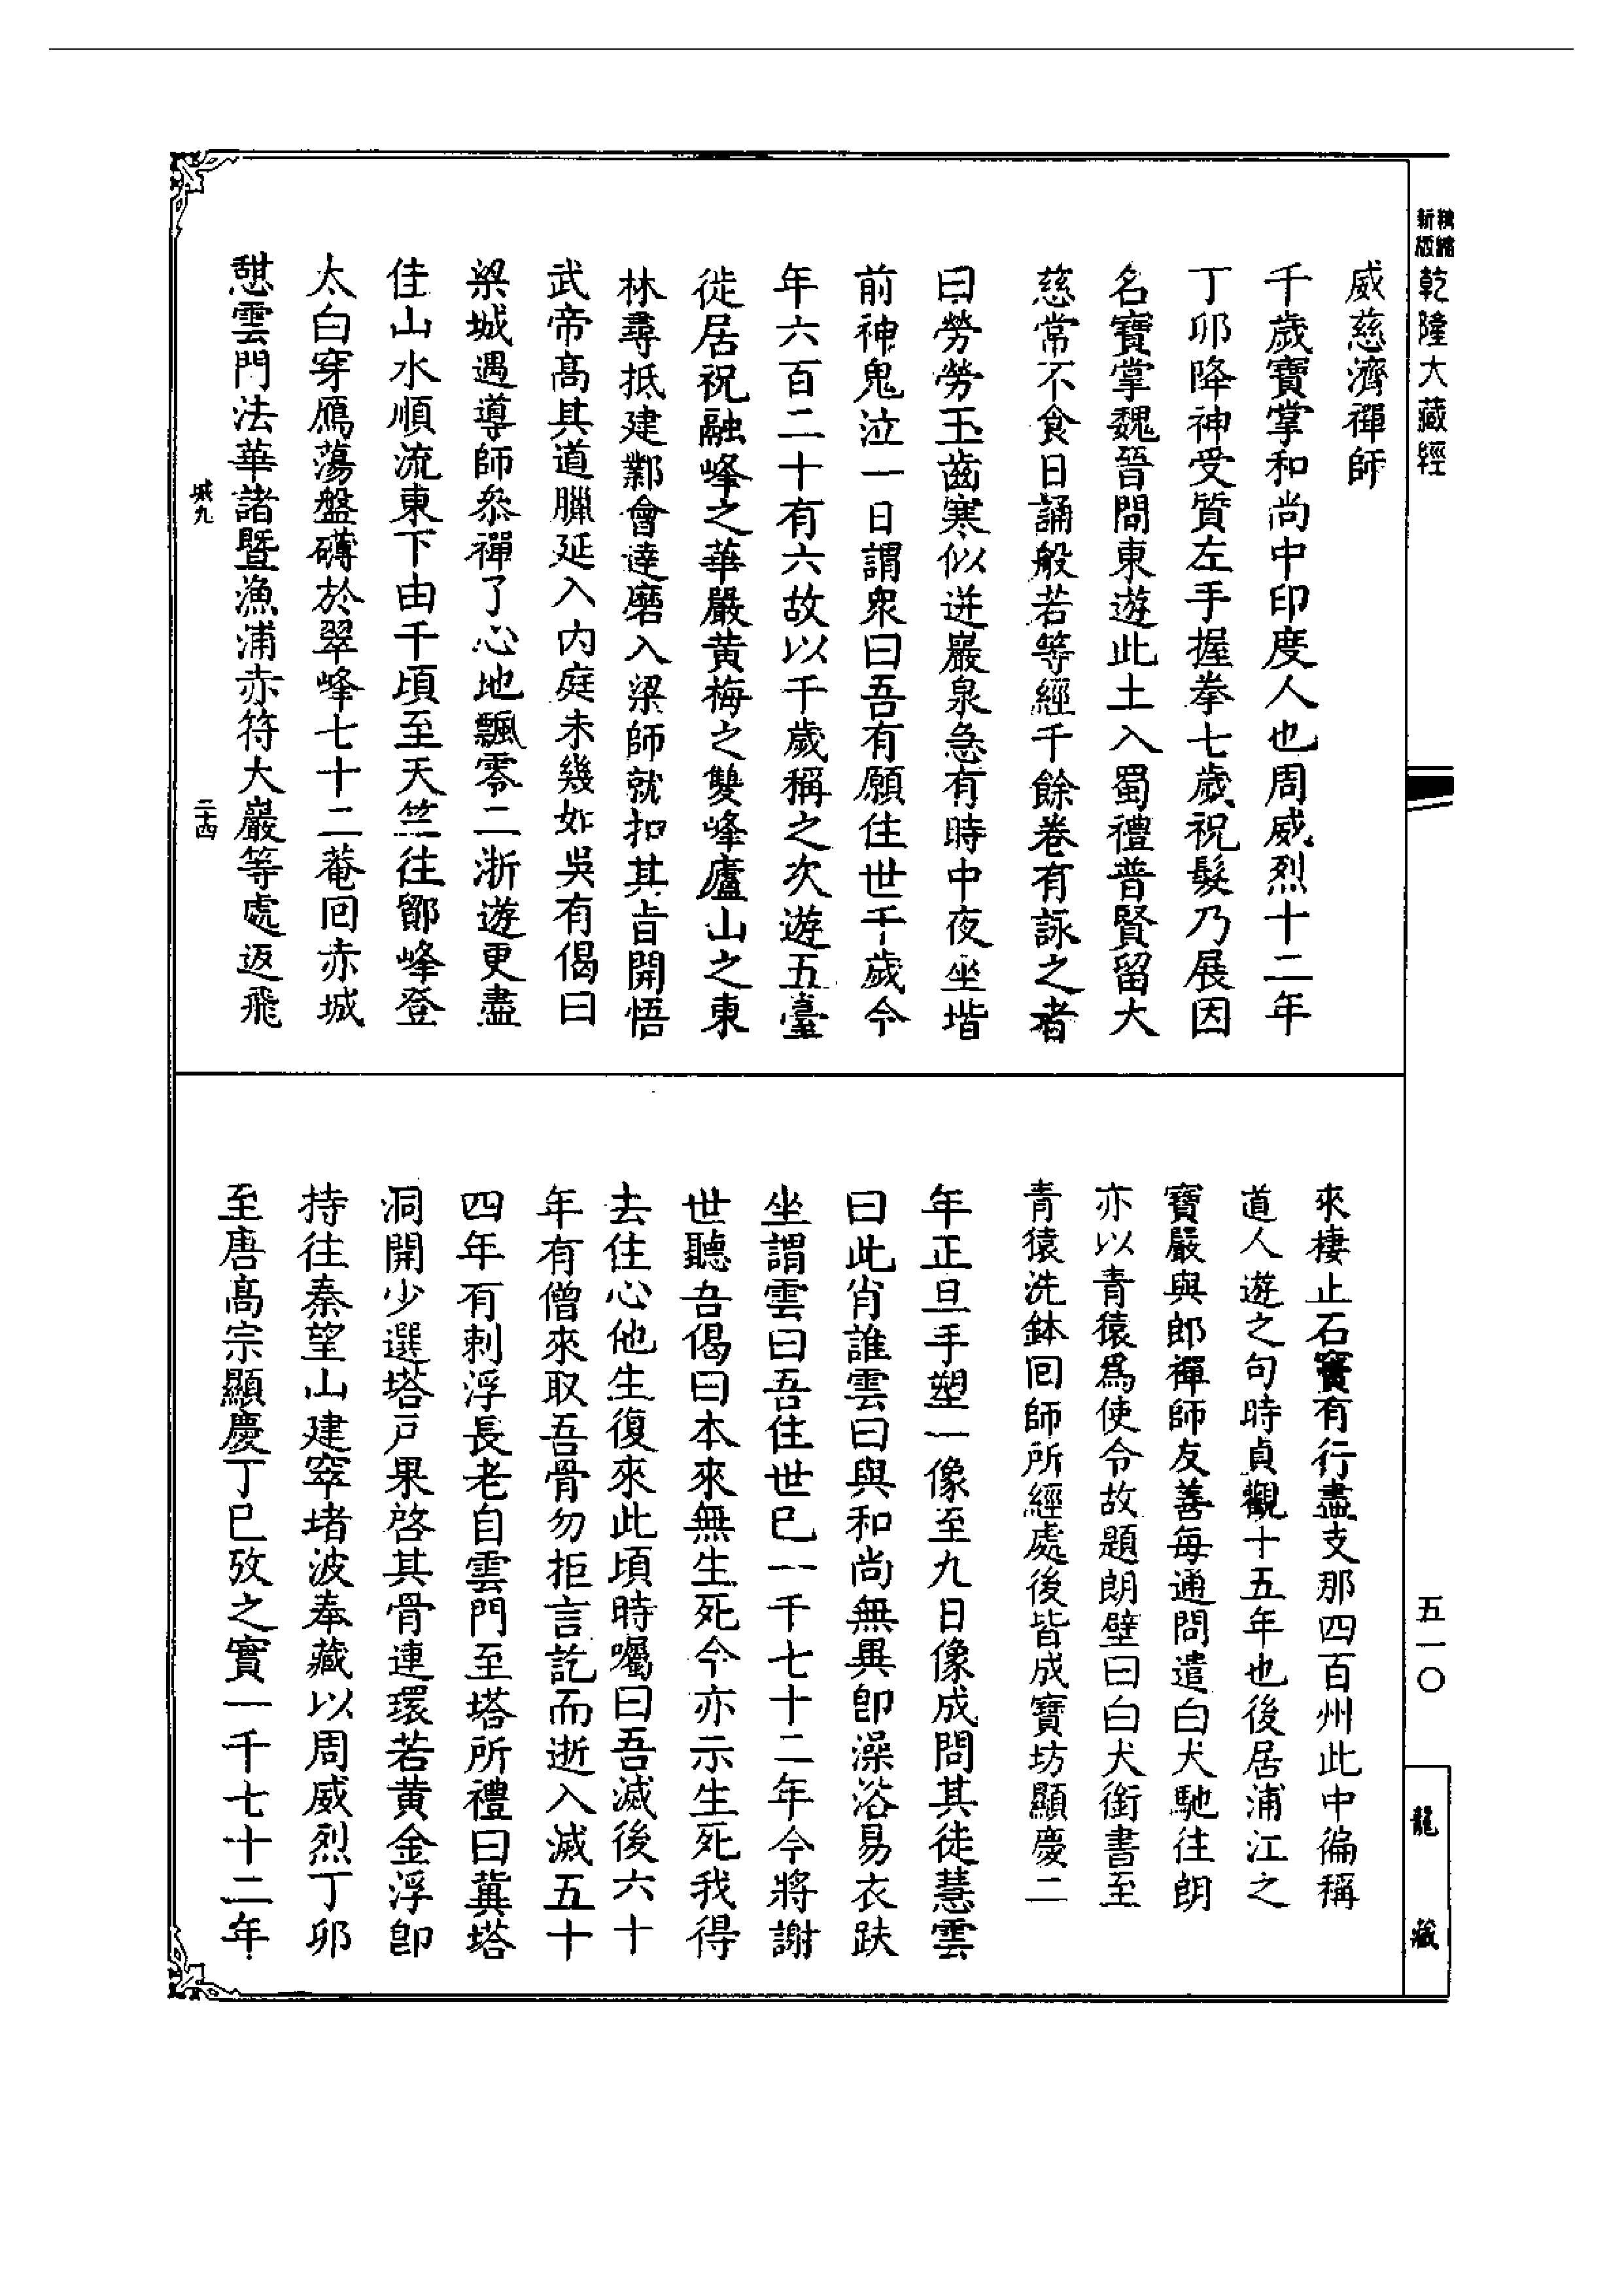 精縮新版乾隆大藏經
五一〇
龍藏
威慈濟禪師
千歲寶掌和尚中印度人也周威烈十二年
丁卯降神受質左手握拳七歲祝髮乃展因
名寶掌魏晉間東遊此土入蜀禮普賢留大
慈常不食日誦般若等經千餘卷有詠之者
曰勞勞玉齒寒似迸巖泉急有時中夜坐堦
前神鬼泣一日謂衆曰吾有願住世千歲今
年六百二十有六故以千歲稱之次遊五臺
徙居祝融峰之華嚴黃梅之雙峰廬山之東
林尋抵建鄴會達磨入梁師就扣其旨開悟
武帝高其道臘延入內庭未幾如吳有偈曰
梁城遇導師叅禪了心地飄零二浙遊更盡
佳山水順流東下由千頃至天竺往鄮峰登
太白穿鴈蕩盤礴於翠峰七十二菴回赤城
憇雲門法華諸暨漁浦赤符大巖等處返飛
城九
二十四
來棲止石竇有行盡支那四百州此中徧稱
道人遊之句時貞觀十五年也後居浦江之
寶嚴與郎禪師友善每通問遣白犬馳往朗
亦以青猿爲使令故題朗壁曰白犬銜書至
青猿洗鉢回師所經處後皆成寶坊顯慶二
年正旦手塑一像至九日像成問其徒慧雲
曰此肖誰雲曰與和尚無異卽澡浴易衣趺
坐謂雲曰吾住世已一千七十二年今將謝
世聽吾偈曰本來無生死今亦示生死我得
去住心他生復來此頃時囑曰吾滅後六十
年有僧來取吾骨勿拒言訖而逝入滅五十
四年有刺浮長老自雲門至塔所禮曰冀塔
洞開少選塔戶果啓其骨連環若黃金浮卽
持往秦望山建窣堵波奉藏以周威烈丁卯
至唐高宗顯慶丁巳攷之實一千七十二年